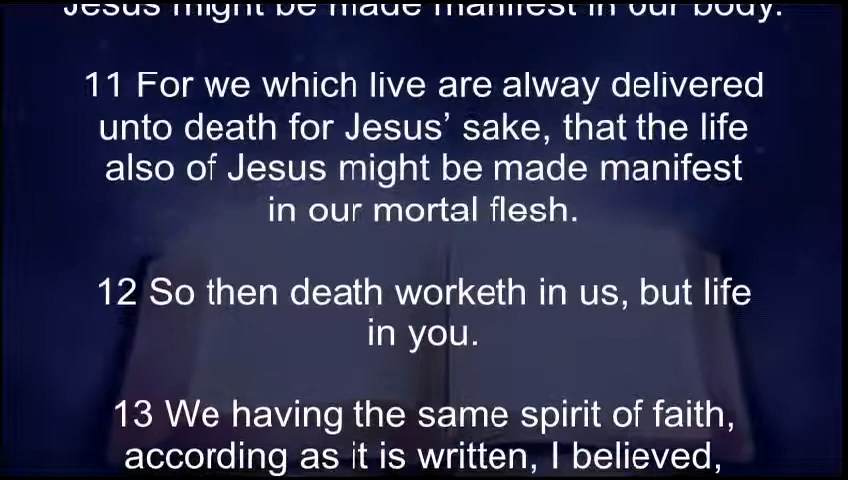 Jesus might be made manifest in our body.
11 For we which live are alway delivered
unto death for Jesus’ sake, that the life
also of Jesus might be made manifest
in our mortal flesh.
12 So then death worketh in us, but life
in you.
13 We having the same spirit of faith,
according as it is written, I believed,